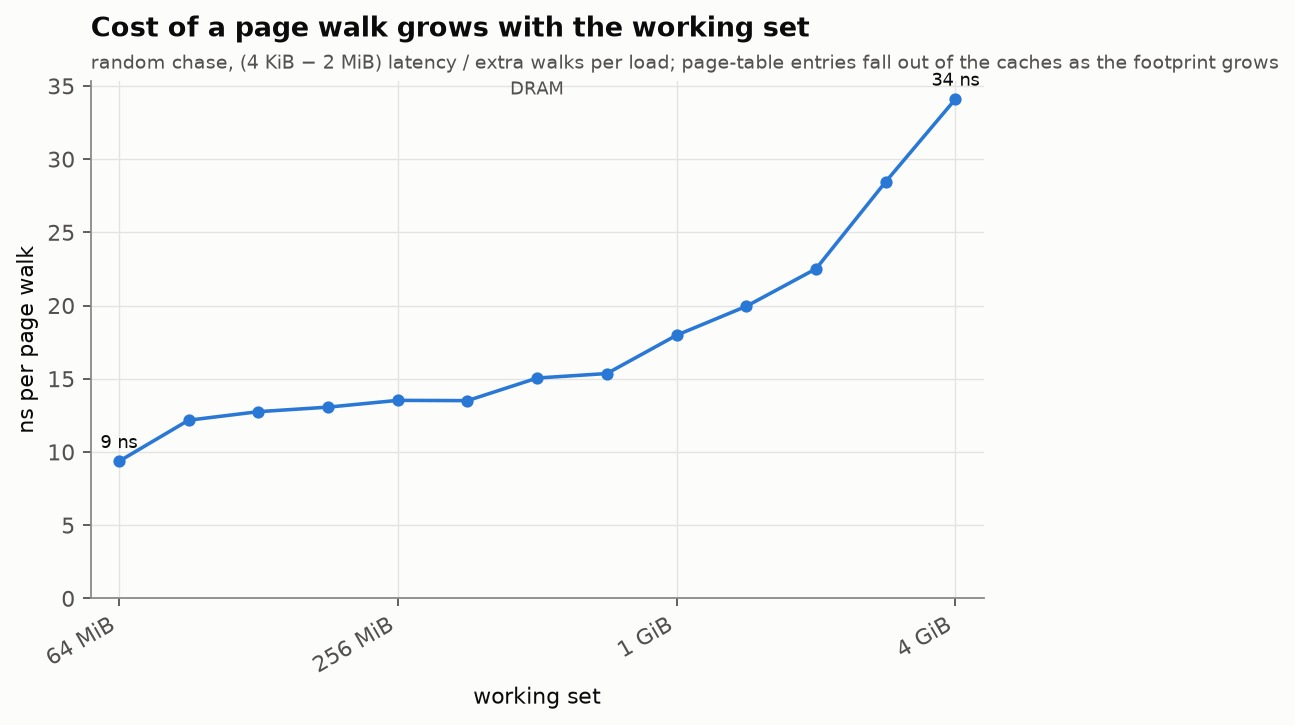 Cost of a page walk grows with the working set
random chase, (4 KiB − 2 MiB) latency / extra walks per load; page-table entries fall out of the caches as the footprint grows
34 ns
DRAM
35
30
25
20
15
10
5
0
ns per page walk
9 ns
64 MiB
256 MiB
1 GiB
4 GiB
working set